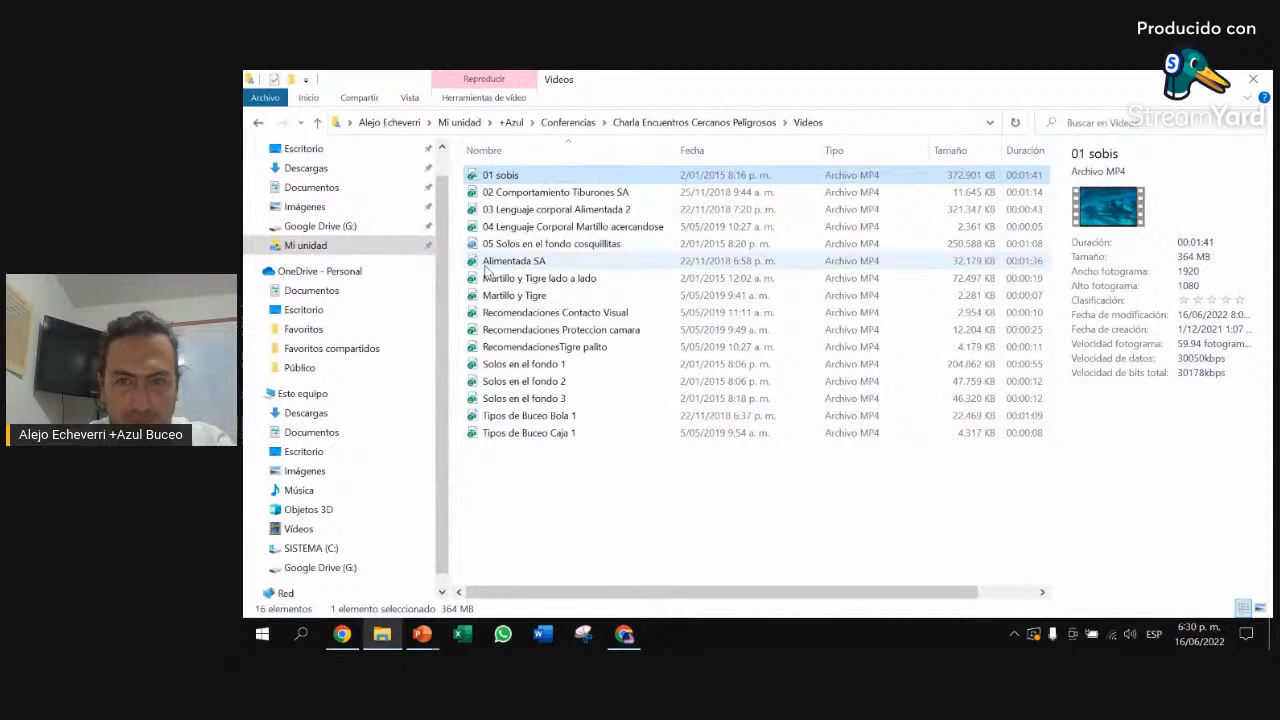 Producido con
StreamYard
Reproducir
Videos
Archivo
Inicio
Compartir
Vista
Herramientas de vídeo
Alejo Echeverri > Mi unidad > +Azul > Conferencias > Charla Encuentros Cercanos Peligrosos > Videos
Buscar en Videos
Escritorio
Descargas
Documentos
Imágenes
Google Drive (G:)
Mi unidad
OneDrive - Personal
Documentos
Escritorio
Favoritos
Favoritos compartidos
Público
Este equipo
Descargas
Documentos
Escritorio
Imágenes
Música
Objetos 3D
Vídeos
SISTEMA (C:)
Google Drive (G:)
Red
Nombre Fecha Tipo Tamaño Duración
01 sobis 2/01/2015 8:16 p. m. Archivo MP4 372.901 KB 00:01:41
02 Comportamiento Tiburones SA 25/11/2018 9:44 a. m. Archivo MP4 11.645 KB 00:01:14
03 Lenguaje corporal Alimentada 2 22/11/2018 7:20 p. m. Archivo MP4 321.347 KB 00:00:43
04 Lenguaje Corporal Martillo acercandose 5/05/2019 10:27 a. m. Archivo MP4 2.361 KB 00:00:05
05 Solos en el fondo cosquillitas 2/01/2015 8:20 p. m. Archivo MP4 250.588 KB 00:01:08
Alimentada SA 22/11/2018 6:58 p. m. Archivo MP4 32.179 KB 00:01:36
Martillo y Tigre lado a lado 2/01/2015 12:02 a. m. Archivo MP4 72.497 KB 00:00:19
Martillo y Tigre 5/05/2019 9:41 a. m. Archivo MP4 2.281 KB 00:00:07
Recomendaciones Contacto Visual 5/05/2019 11:11 a. m. Archivo MP4 2.954 KB 00:00:10
Recomendaciones Proteccion camara 5/05/2019 9:49 a. m. Archivo MP4 12.204 KB 00:00:25
RecomendacionesTigre palito 5/05/2019 10:27 a. m. Archivo MP4 4.179 KB 00:00:11
Solos en el fondo 1 2/01/2015 8:06 p. m. Archivo MP4 204.862 KB 00:00:55
Solos en el fondo 2 2/01/2015 8:06 p. m. Archivo MP4 47.759 KB 00:00:12
Solos en el fondo 3 2/01/2015 8:18 p. m. Archivo MP4 46.320 KB 00:00:12
Tipos de Buceo Bola 1 22/11/2018 6:37 p. m. Archivo MP4 22.469 KB 00:01:09
Tipos de Buceo Caja 1 5/05/2019 9:54 a. m. Archivo MP4 4.317 KB 00:00:08
01 sobis
Archivo MP4
Duración: 00:01:41
Tamaño: 364 MB
Ancho fotograma: 1920
Alto fotograma: 1080
Clasificación:
Fecha de modificación: 16/06/2022 8:0...
Fecha de creación: 1/12/2021 1:07 ...
Velocidad fotograma: 59.94 fotogram...
Velocidad de datos: 30050kbps
Velocidad de bits total: 30178kbps
16 elementos 1 elemento seleccionado 364 MB
Alejo Echeverri +Azul Buceo
ESP
6:30 p. m.
16/06/2022